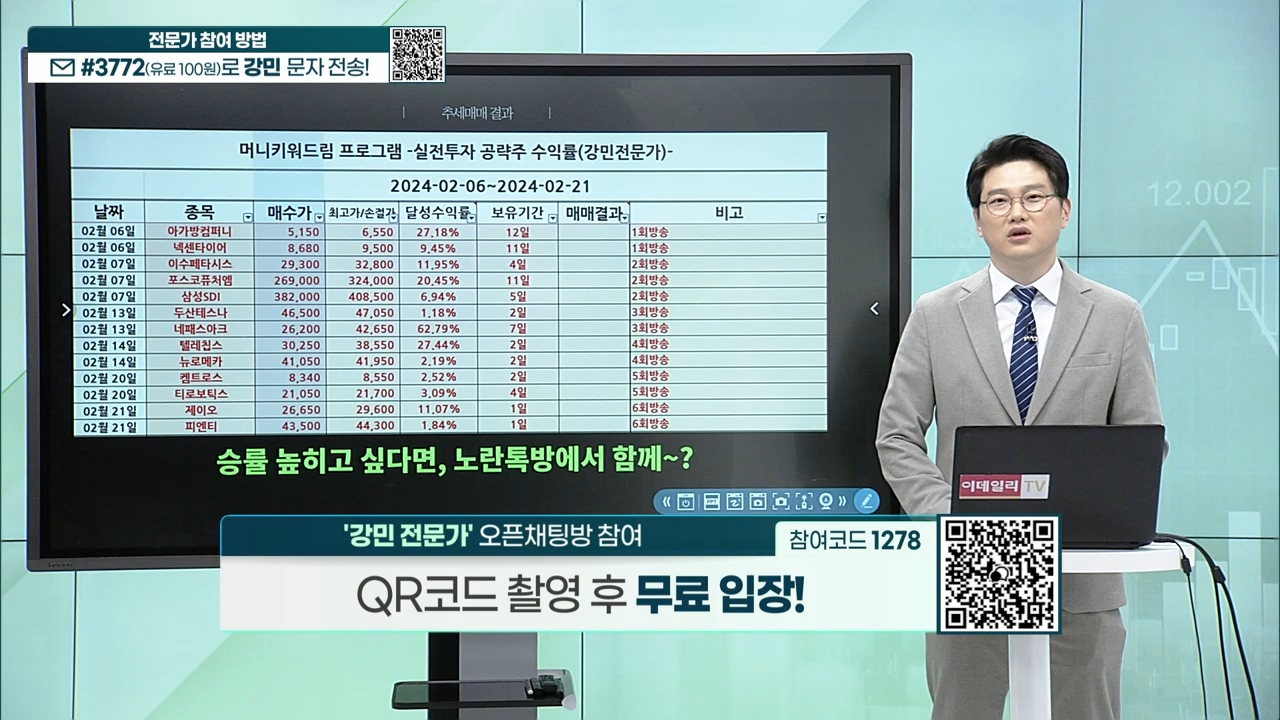 전문가 참여 방법
#3772(유료 100원)로 강민 문자 전송!
추세매매 결과
머니키워드림 프로그램 -실전투자 공략주 수익률(강민전문가)-
2024-02-06~2024-02-21
날짜 종목 매수가 최고가/손절가 달성수익률 보유기간 매매결과 비고
02월 06일 아가방컴퍼니 5,150 6,550 27.18% 12일 1회방송
02월 06일 넥센타이어 8,680 9,500 9.45% 11일 1회방송
02월 07일 이수페타시스 29,300 32,800 11.95% 4일 2회방송
02월 07일 포스코퓨처엠 269,000 324,000 20.45% 11일 2회방송
02월 07일 삼성SDI 382,000 408,500 6.94% 5일 2회방송
02월 13일 두산테스나 46,500 47,050 1.18% 2일 3회방송
02월 13일 네패스아크 26,200 42,650 62.79% 7일 3회방송
02월 14일 텔레칩스 30,250 38,550 27.44% 2일 4회방송
02월 14일 뉴로메카 41,050 41,950 2.19% 2일 4회방송
02월 20일 켐트로스 8,340 8,550 2.52% 2일 5회방송
02월 20일 티로보틱스 21,050 21,700 3.09% 4일 5회방송
02월 21일 제이오 26,650 29,600 11.07% 1일 6회방송
02월 21일 피엔티 43,500 44,300 1.84% 1일 6회방송
승률 높히고 싶다면, 노란톡방에서 함께~?
12.002
이데일리TV
'강민 전문가' 오픈채팅방 참여
참여코드 1278
QR코드 촬영 후 무료 입장!